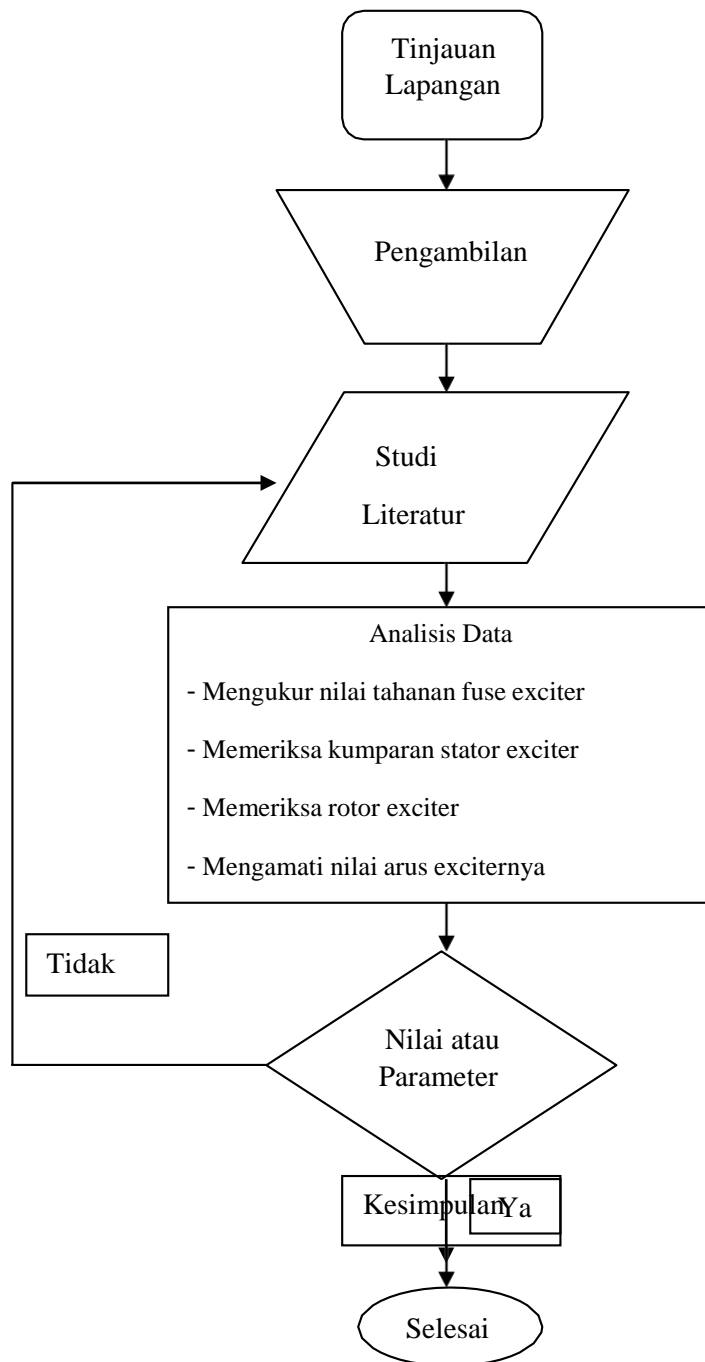 Tinjauan
Lapangan
Pengambilan
Studi
Literatur
Analisis Data
- Mengukur nilai tahanan fuse exciter
- Memeriksa kumparan stator exciter
- Memeriksa rotor exciter
- Mengamati nilai arus exciternya
Tidak
Nilai atau
Parameter
Kesimpulan
Ya
Selesai